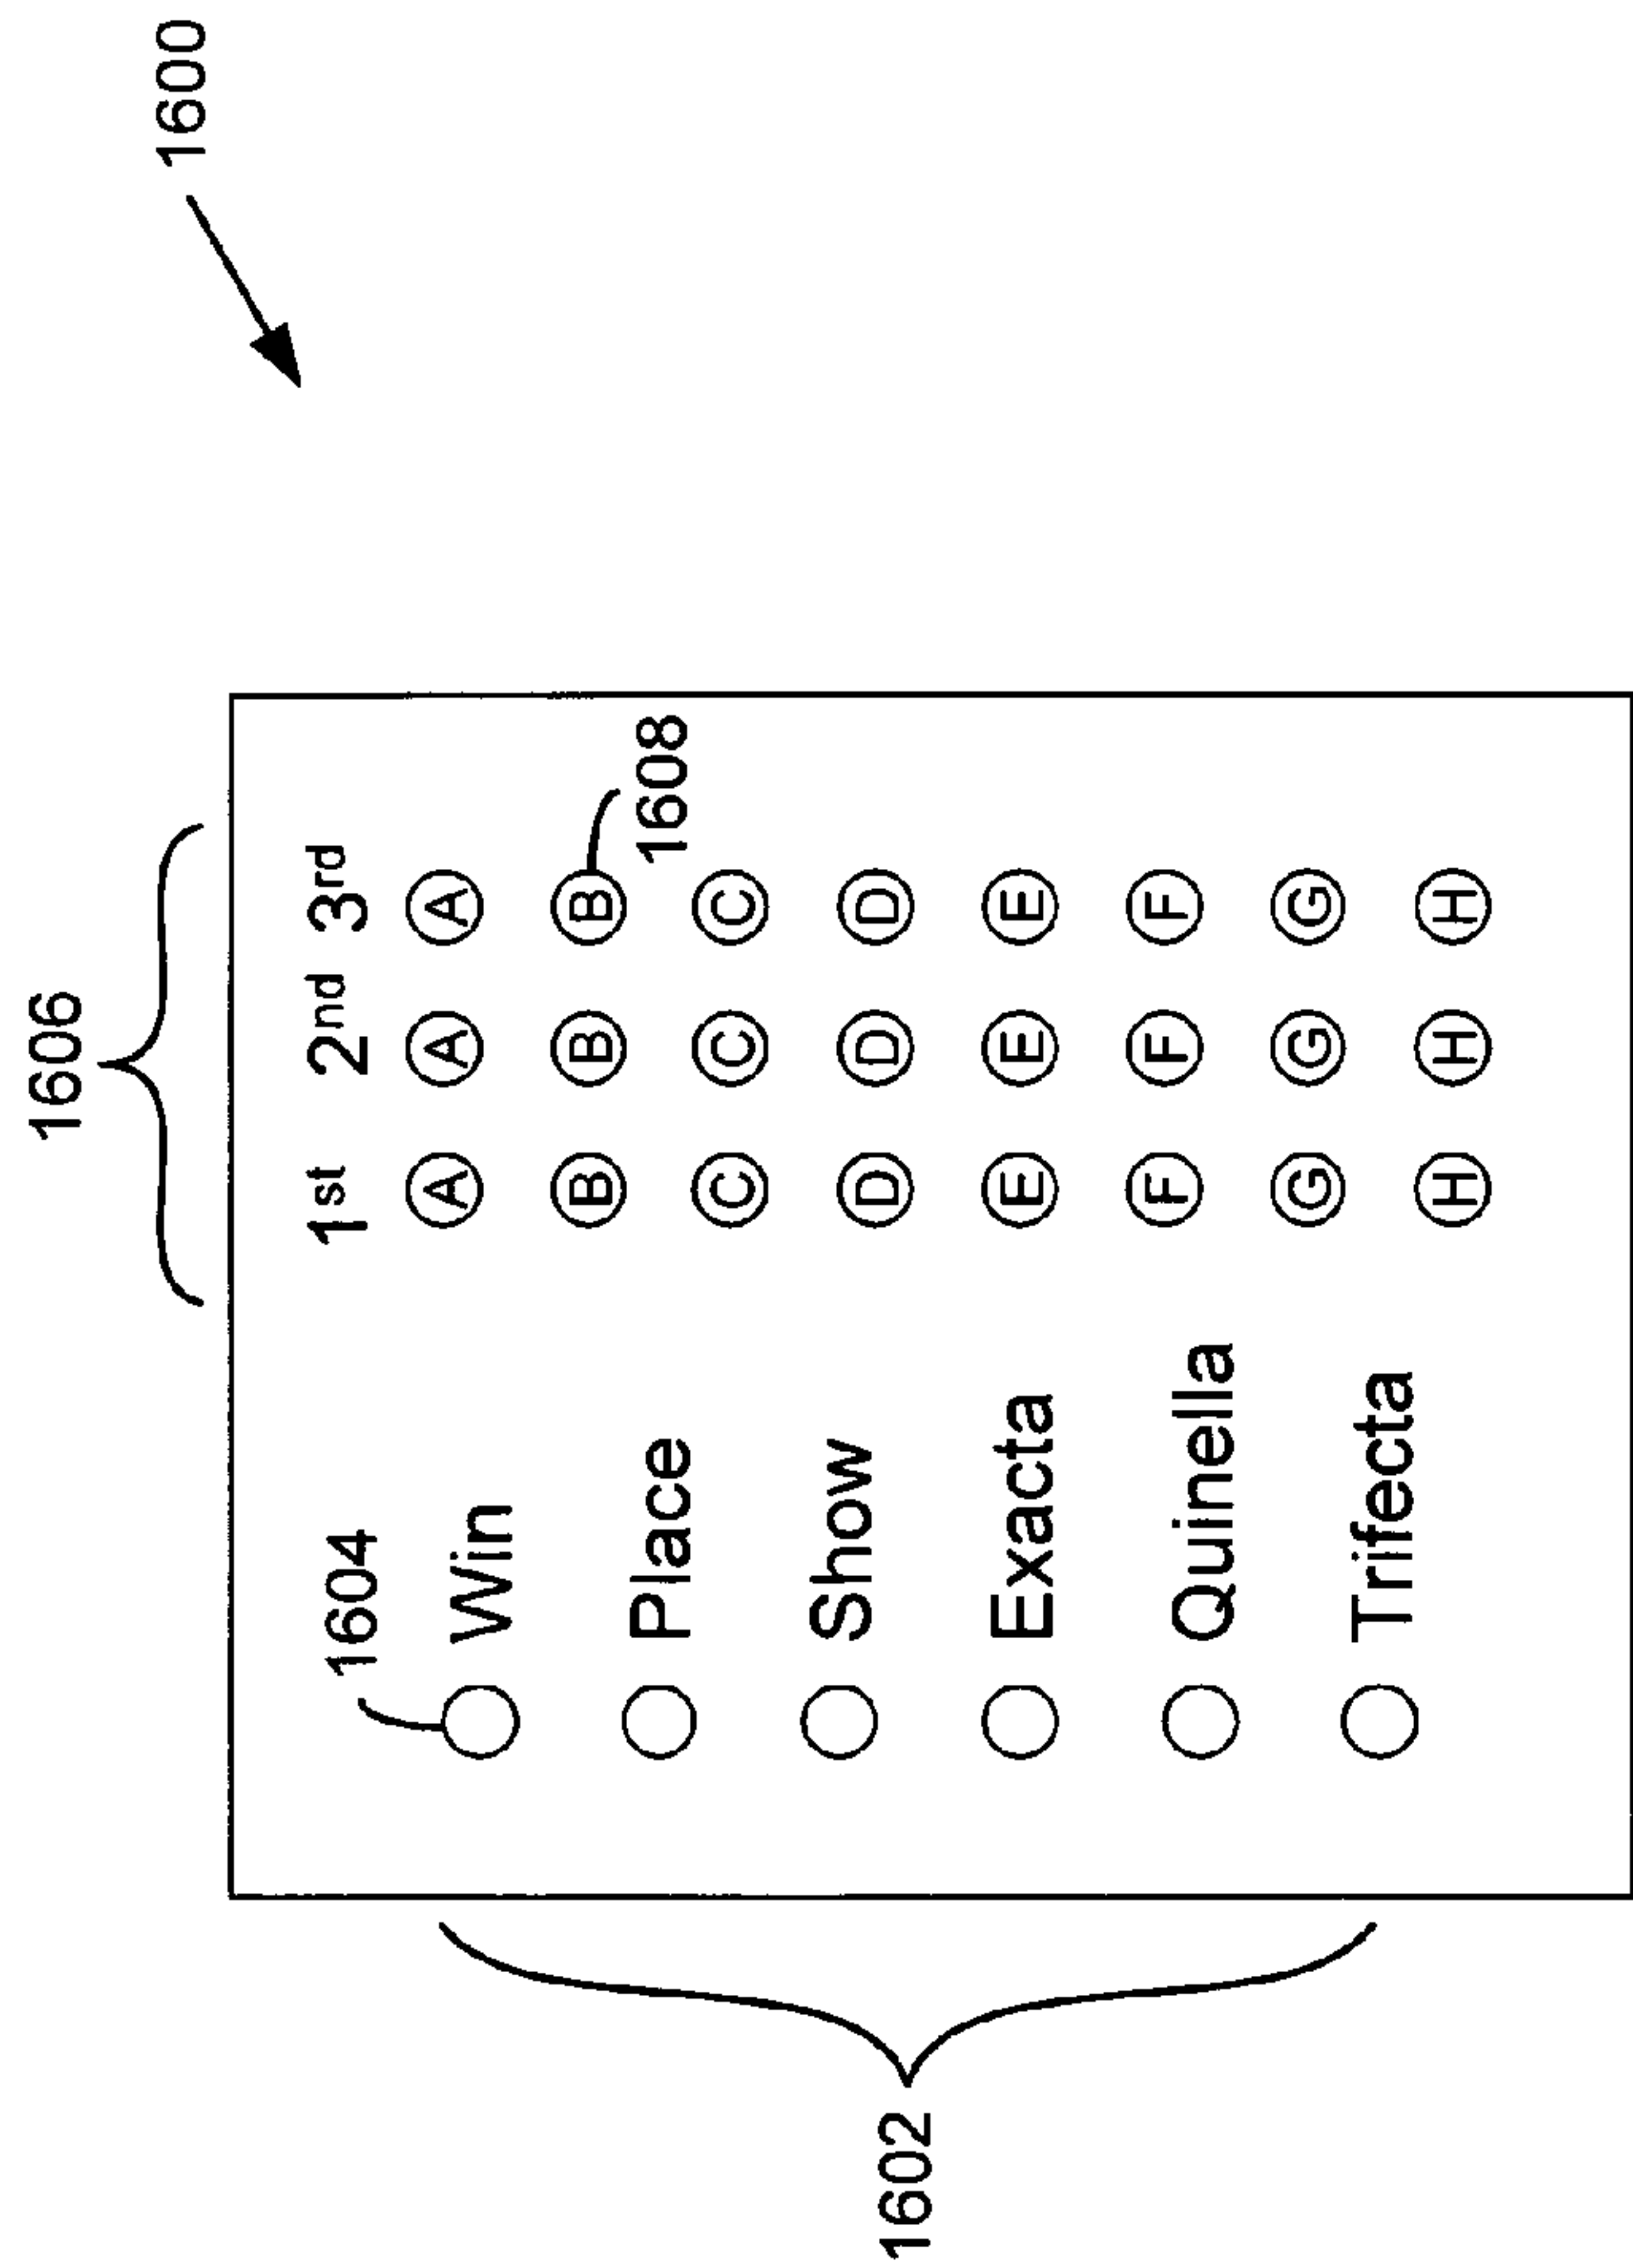 1600
1606
1602
1604
Win
Place
Show
Exacta
Quinella
Trifecta
1st 2nd 3rd
A A A
B B B
1608
C C C
D D D
E E E
F F F
G G G
H H H